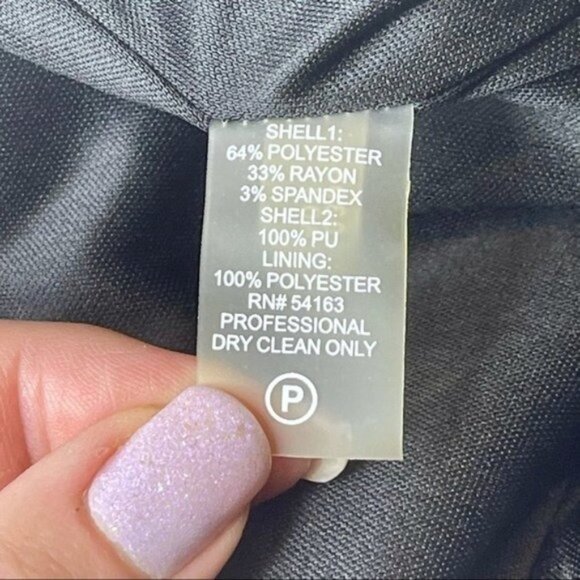 SHELL1:
64% POLYESTER
33% RAYON
3% SPANDEX
SHELL2:
100% PU
LINING:
100% POLYESTER
RN# 54163
PROFESSIONAL
DRY CLEAN ONLY
P